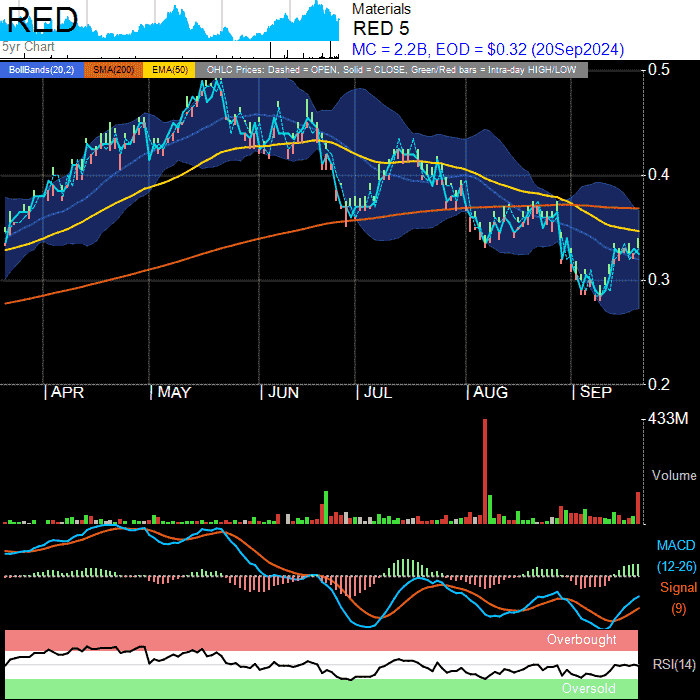 RED
5yr Chart
Materials
RED 5
MC = 2.2B, EOD = $0.32 (20Sep2024)
BollBands(20,2) SMA(200) EMA(50) OHLC Prices: Dashed = OPEN, Solid = CLOSE, Green/Red bars = Intra-day HIGH/LOW
0.5
0.4
0.3
0.2
| APR | MAY | JUN | JUL | AUG | SEP
433M
Volume
MACD
(12-26)
Signal
(9)
Overbought
RSI(14)
Oversold